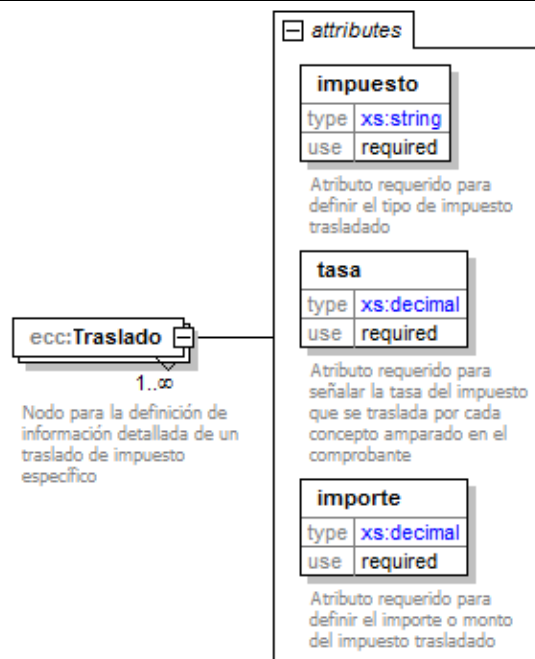 attributes
impuesto
type xs:string
use required
Atributo requerido para
definir el tipo de impuesto
trasladado
tasa
type xs:decimal
use required
Atributo requerido para
señalar la tasa del impuesto
que se traslada por cada
concepto amparado en el
comprobante
ecc:Traslado
1..∞
Nodo para la definición de
información detallada de un
traslado de impuesto
específico
importe
type xs:decimal
use required
Atributo requerido para
definir el importe o monto
del impuesto trasladado